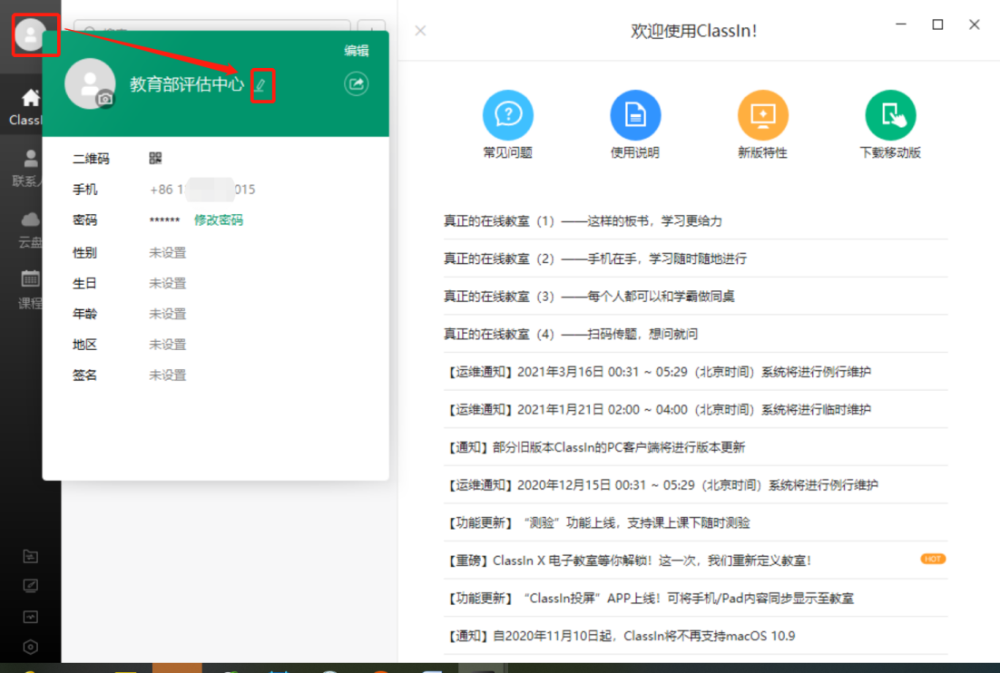 欢迎使用ClassIn!
编辑
教育部评估中心
ClassI
联系人
云盘
课程
二维码
手机 +86 1 015
密码 ****** 修改密码
性别 未设置
生日 未设置
年龄 未设置
地区 未设置
签名 未设置
常见问题
使用说明
新版特性
下载移动版
真正的在线教室（1）——这样的板书，学习更给力
真正的在线教室（2）——手机在手，学习随时随地进行
真正的在线教室（3）——每个人都可以和学霸做同桌
真正的在线教室（4）——扫码传题，想问就问
【运维通知】2021年3月16日 00:31 ~ 05:29（北京时间）系统将进行例行维护
【运维通知】2021年1月21日 02:00 ~ 04:00（北京时间）系统将进行临时维护
【通知】部分旧版本ClassIn的PC客户端将进行版本更新
【运维通知】2020年12月15日 00:31 ~ 05:29（北京时间）系统将进行例行维护
【功能更新】“测验”功能上线，支持课上课下随时测验
【重磅】ClassIn X 电子教室等你解锁！这一次，我们重新定义教室！ HOT
【功能更新】“ClassIn投屏”APP上线！可将手机/Pad内容同步显示至教室
【通知】自2020年11月10日起，ClassIn将不再支持macOS 10.9